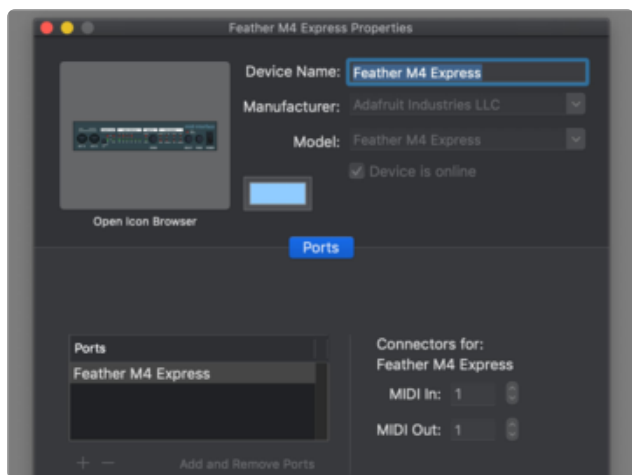 Feather M4 Express Properties
Device Name: Feather M4 Express
Manufacturer: Adafruit Industries LLC
Model: Feather M4 Express
Device is online
Open Icon Browser
Ports
Ports
Feather M4 Express
Add and Remove Ports
Connectors for:
Feather M4 Express
MIDI In: 1
MIDI Out: 1